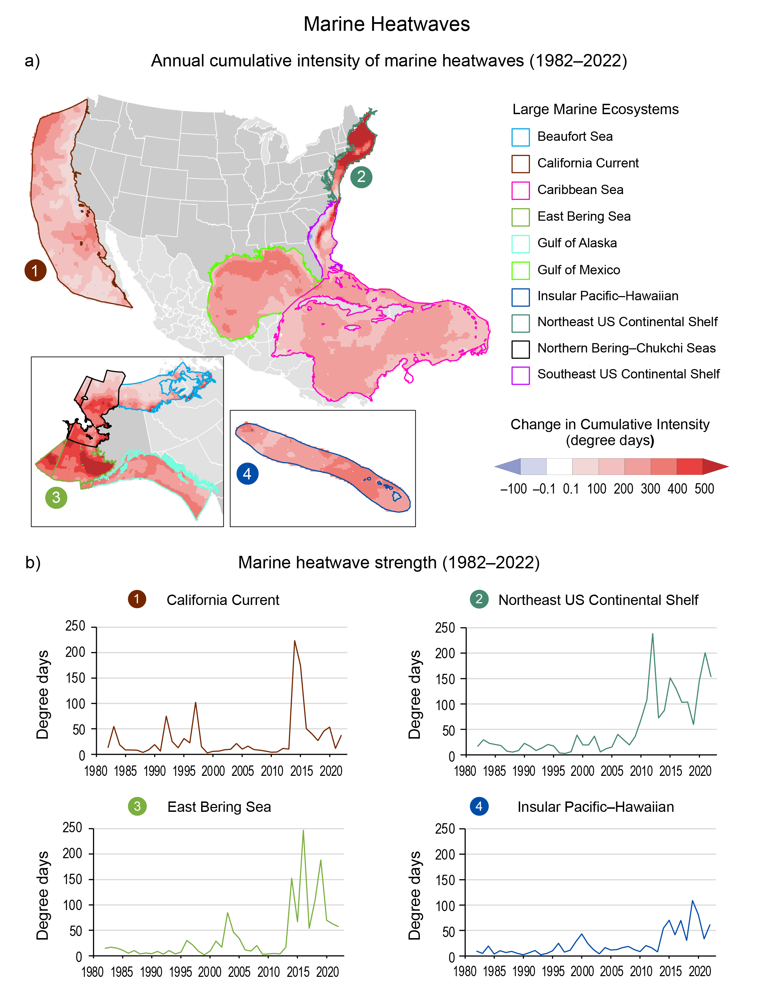 Marine Heatwaves
a) Annual cumulative intensity of marine heatwaves (1982–2022)
1
2
3
4
Large Marine Ecosystems
Beaufort Sea
California Current
Caribbean Sea
East Bering Sea
Gulf of Alaska
Gulf of Mexico
Insular Pacific–Hawaiian
Northeast US Continental Shelf
Northern Bering–Chukchi Seas
Southeast US Continental Shelf
Change in Cumulative Intensity
(degree days)
–100 –0.1 0.1 100 200 300 400 500
b) Marine heatwave strength (1982–2022)
1 California Current
Degree days
250
200
150
100
50
0
1980 1985 1990 1995 2000 2005 2010 2015 2020
2 Northeast US Continental Shelf
Degree days
250
200
150
100
50
0
1980 1985 1990 1995 2000 2005 2010 2015 2020
3 East Bering Sea
Degree days
250
200
150
100
50
0
1980 1985 1990 1995 2000 2005 2010 2015 2020
4 Insular Pacific–Hawaiian
Degree days
250
200
150
100
50
0
1980 1985 1990 1995 2000 2005 2010 2015 2020